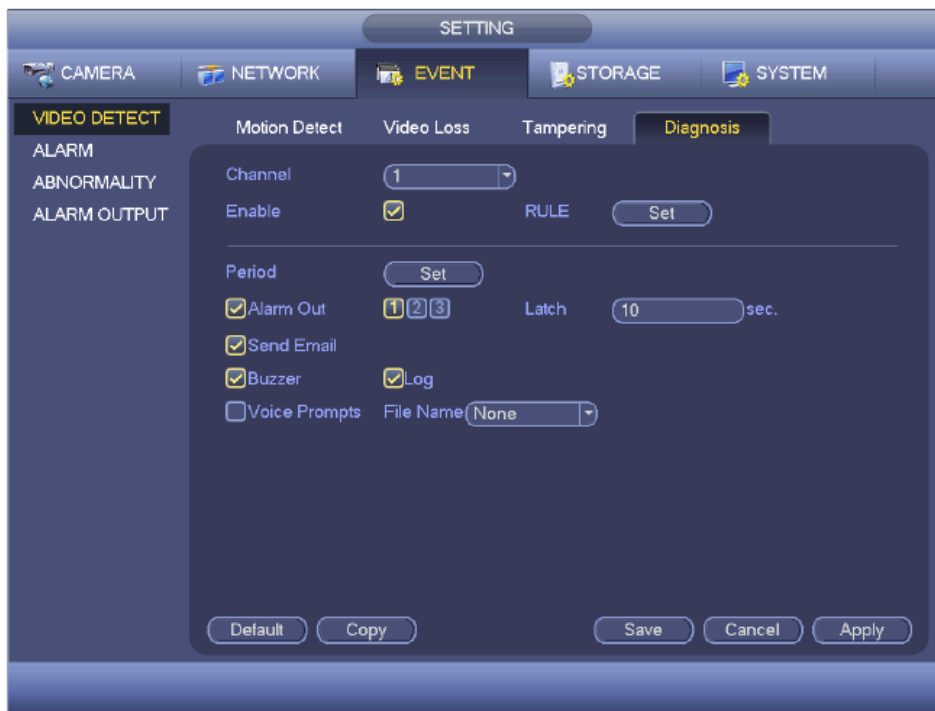 SETTING
CAMERA NETWORK EVENT STORAGE SYSTEM
VIDEO DETECT
ALARM
ABNORMALITY
ALARM OUTPUT
Motion Detect Video Loss Tampering Diagnosis
Channel 1
Enable RULE Set
Period Set
Alarm Out 1 2 3 Latch 10 sec.
Send Email
Buzzer Log
Voice Prompts File Name None
Default Copy Save Cancel Apply